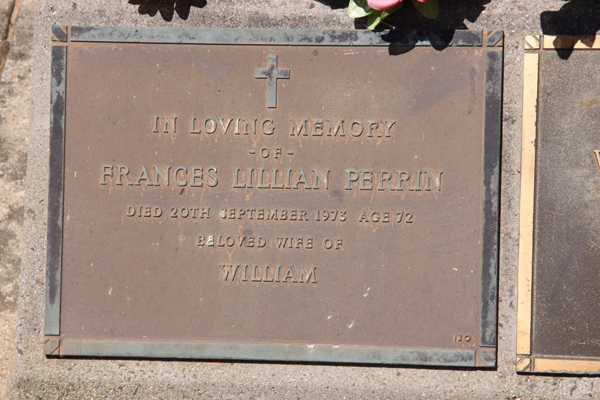 IN LOVING MEMORY
-OF-
FRANCES LILLIAN PERRIN
DIED 20TH SEPTEMBER 1973 AGE 72
BELOVED WIFE OF
WILLIAM